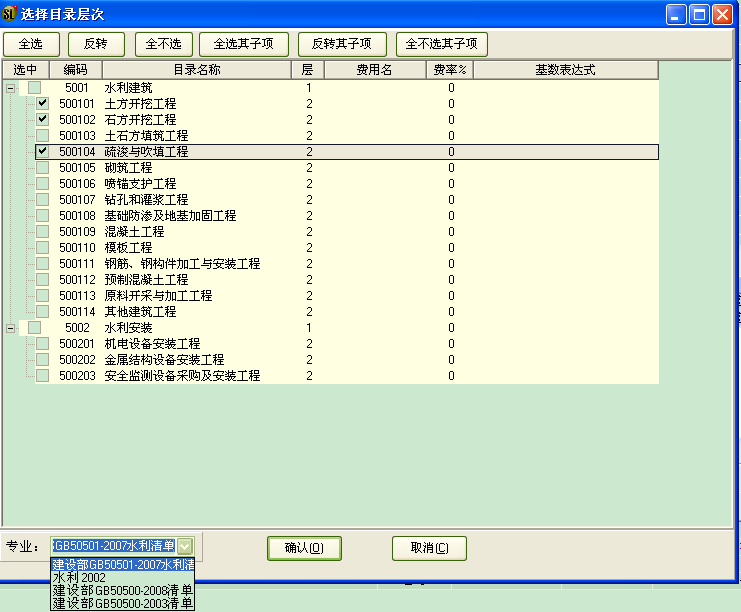 SL 选择目录层次
全选 反转 全不选 全选其子项 反转其子项 全不选其子项
选中 编码 目录名称 层 费用名 费率% 基数表达式
5001 水利建筑 1 0
500101 土方开挖工程 2 0
500102 石方开挖工程 2 0
500103 土石方填筑工程 2 0
500104 疏浚与吹填工程 2 0
500105 砌筑工程 2 0
500106 喷锚支护工程 2 0
500107 钻孔和灌浆工程 2 0
500108 基础防渗及地基加固工程 2 0
500109 混凝土工程 2 0
500110 模板工程 2 0
500111 钢筋、钢构件加工与安装工程 2 0
500112 预制混凝土工程 2 0
500113 原料开采与加工工程 2 0
500114 其他建筑工程 2 0
5002 水利安装 1 0
500201 机电设备安装工程 2 0
500202 金属结构设备安装工程 2 0
500203 安全监测设备采购及安装工程 2 0
专业： GB50501-2007水利清单 确认(O) 取消(C)
建设部GB50501-2007水利清
水利2002
建设部GB50500-2008清单
建设部GB50500-2003清单